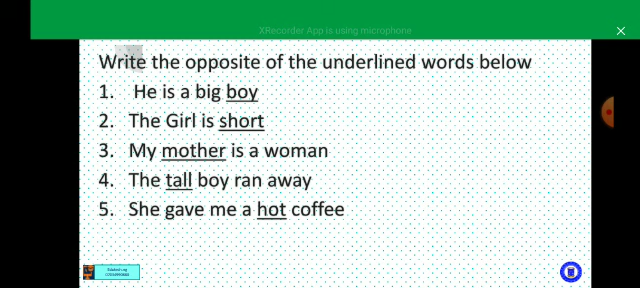 XRecorder App is using microphone
Write the opposite of the underlined words below
1. He is a big boy
2. The Girl is short
3. My mother is a woman
4. The tall boy ran away
5. She gave me a hot coffee